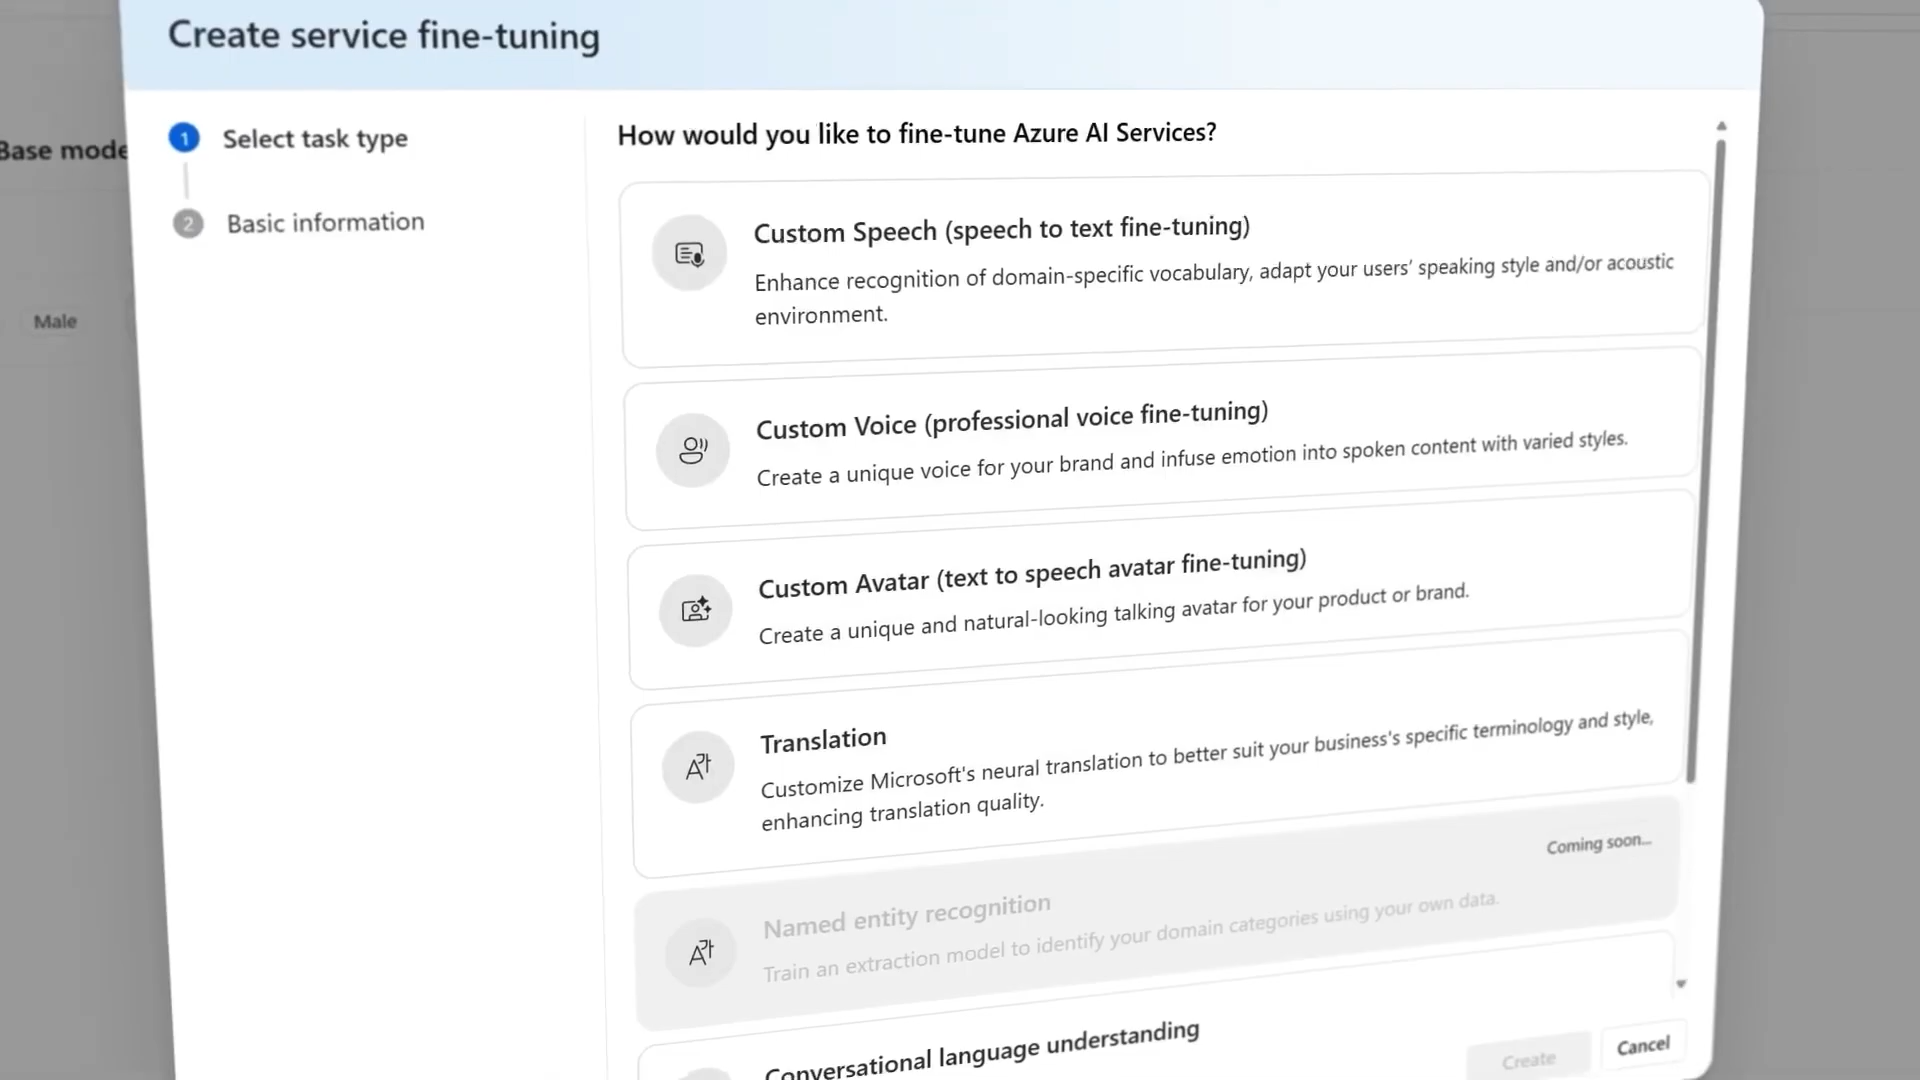 Create service fine-tuning
1 Select task type
2 Basic information
Base mode
Male
How would you like to fine-tune Azure AI Services?
Custom Speech (speech to text fine-tuning)
Enhance recognition of domain-specific vocabulary, adapt your users’ speaking style and/or acoustic
environment.
Custom Voice (professional voice fine-tuning)
Create a unique voice for your brand and infuse emotion into spoken content with varied styles.
Custom Avatar (text to speech avatar fine-tuning)
Create a unique and natural-looking talking avatar for your product or brand.
Translation
Customize Microsoft's neural translation to better suit your business's specific terminology and style,
enhancing translation quality.
Coming soon...
Named entity recognition
Train an extraction model to identify your domain categories using your own data.
Conversational language understanding
Create
Cancel